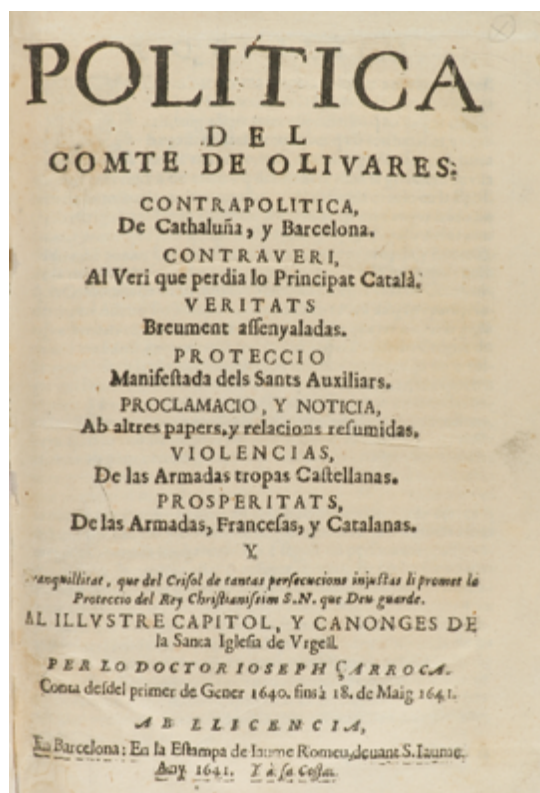 POLITICA
DEL
COMTE DE OLIVARES:
CONTRAPOLITICA,
De Cathaluña, y Barcelona.
CONTRAVERI,
Al Veri que perdia lo Principat Català.
VERITATS
Breument aſſenyaladas.
PROTECCIO
Manifeſtada dels Sants Auxiliars.
PROCLAMACIO, Y NOTICIA,
Ab altres papers, y relacions reſumidas,
VIOLENCIAS,
De las Armadas tropas Caſtellanas.
PROSPERITATS,
De las Armadas, Franceſas, y Catalanas.
Y,
que del Criſol de tantas perſecucions injuſtas li promet la
Proteccio del Rey Chriſtianiſsim S.N. que Deu guarde.
AL ILLVSTRE CAPITOL, Y CANONGES DE
la Santa Igleſia de Vrgell.
PER LO DOCTOR IOSEPH ÇARROCA.
Conta deſdel primer de Gener 1640. fins à 18. de Maig 1641.
AB LLICENCIA,
En Barcelona: En la Eſtampa de Iaume Romeu, deuant S. Iaume.
Any 1641. Y à ſa Coſta.